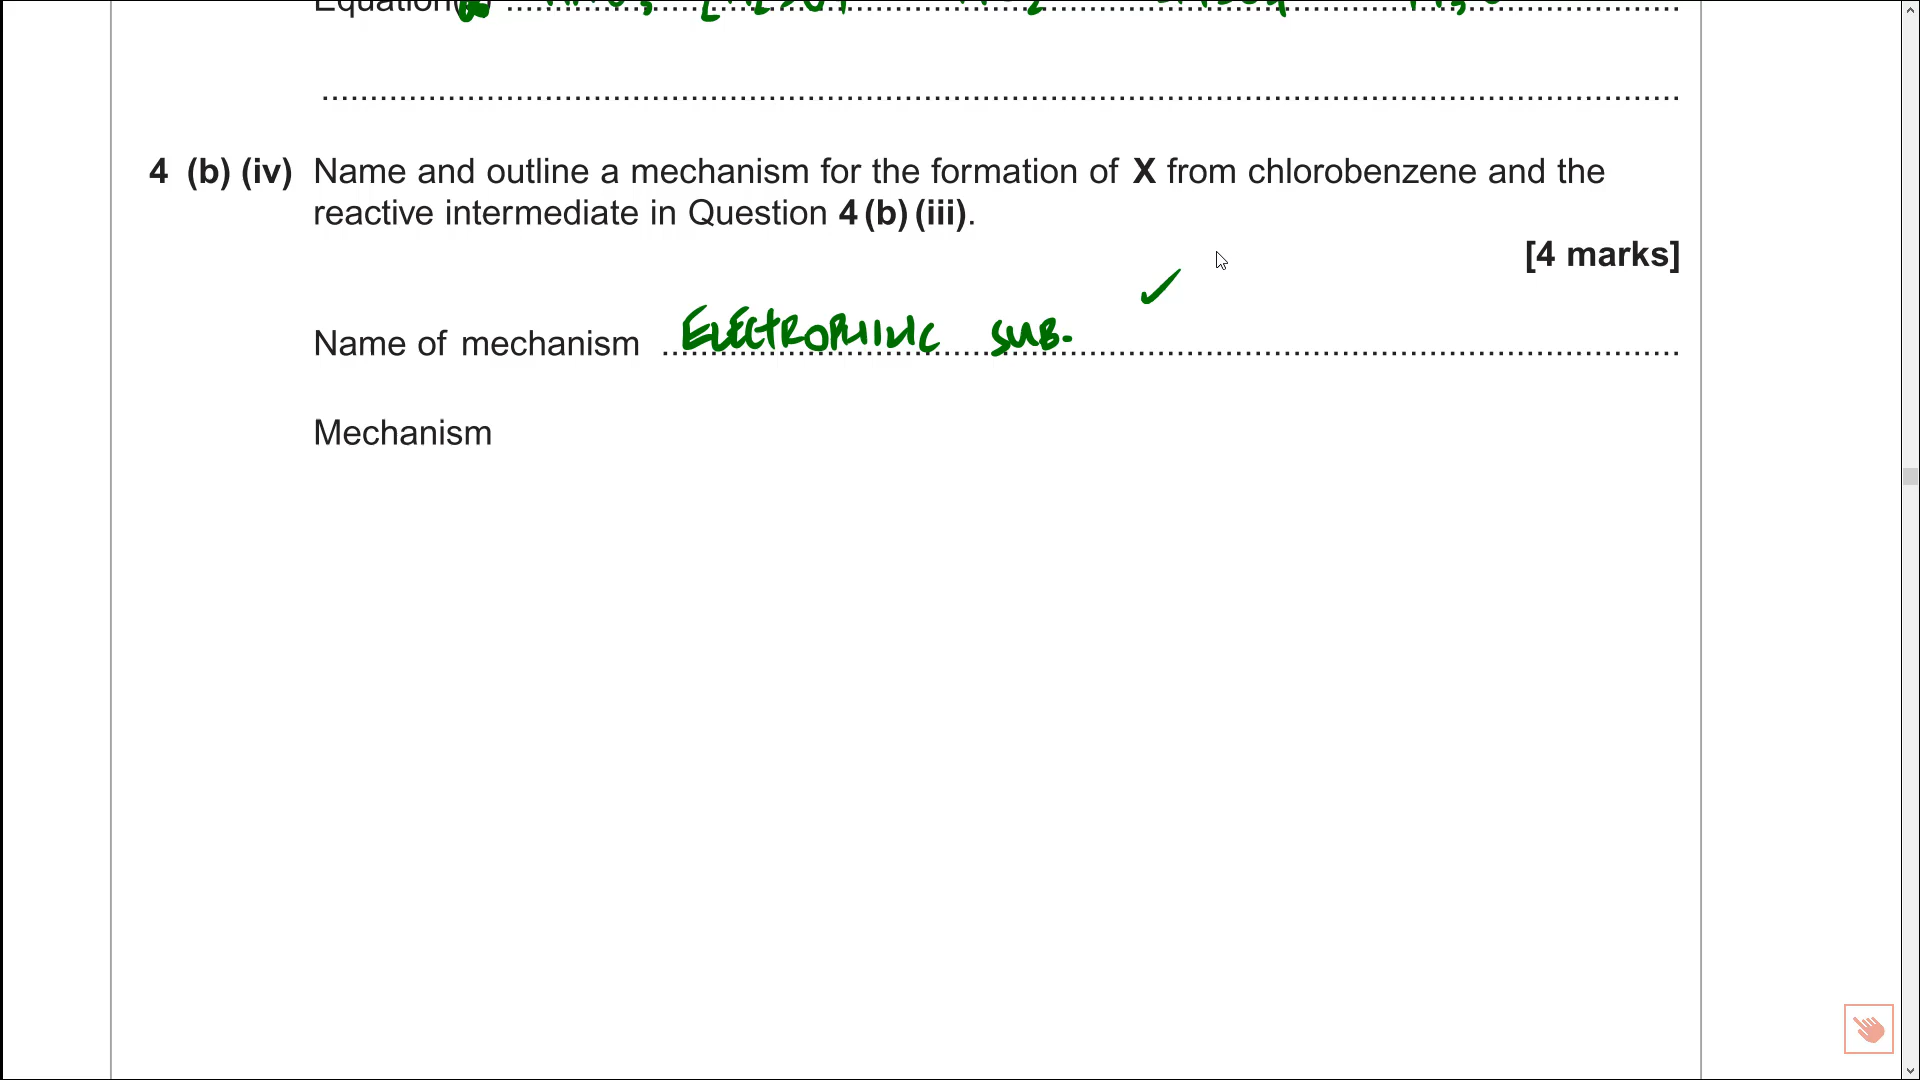 Equation
4 (b) (iv) Name and outline a mechanism for the formation of X from chlorobenzene and the
reactive intermediate in Question 4 (b) (iii).
[4 marks]
Name of mechanism ELECTROPHILIC SUB.
Mechanism